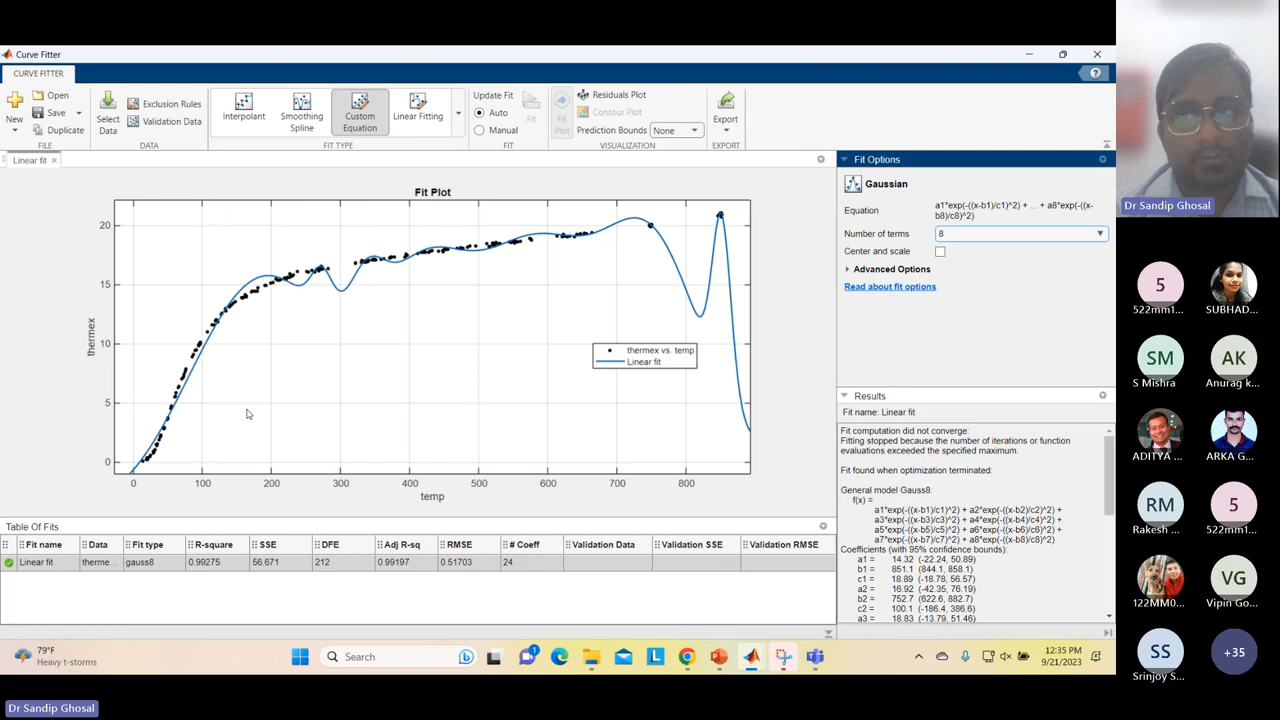 Curve Fitter
CURVE FITTER
New
Open
Save
Duplicate
FILE
Select Data
Exclusion Rules
Validation Data
DATA
Interpolant
Smoothing Spline
Custom Equation
Linear Fitting
FIT TYPE
Update Fit
Auto
Manual
Fit
FIT
Fit Plot
Residuals Plot
Contour Plot
Prediction Bounds None
VISUALIZATION
Export
EXPORT
Linear fit
Fit Plot
20
15
10
5
0
thermex
0 100 200 300 400 500 600 700 800
temp
thermex vs. temp
Linear fit
Table Of Fits
Fit name Data Fit type R-square SSE DFE Adj R-sq RMSE # Coeff Validation Data Validation SSE Validation RMSE
Linear fit therme... gauss8 0.99275 56.671 212 0.99197 0.51703 24
Fit Options
Gaussian
Equation a1*exp(-((x-b1)/c1)^2) + ... + a8*exp(-((x-
b8)/c8)^2)
Number of terms 8
Center and scale
Advanced Options
Read about fit options
Results
Fit name: Linear fit
Fit computation did not converge:
Fitting stopped because the number of iterations or function
evaluations exceeded the specified maximum.
Fit found when optimization terminated:
General model Gauss8:
f(x) =
a1*exp(-((x-b1)/c1)^2) + a2*exp(-((x-b2)/c2)^2) +
a3*exp(-((x-b3)/c3)^2) + a4*exp(-((x-b4)/c4)^2) +
a5*exp(-((x-b5)/c5)^2) + a6*exp(-((x-b6)/c6)^2) +
a7*exp(-((x-b7)/c7)^2) + a8*exp(-((x-b8)/c8)^2)
Coefficients (with 95% confidence bounds):
a1 = 14.32 (-22.24, 50.89)
b1 = 851.1 (844.1, 858.1)
c1 = 18.89 (-18.78, 56.57)
a2 = 16.92 (-42.35, 76.19)
b2 = 752.7 (622.6, 882.7)
c2 = 100.1 (-186.4, 386.6)
a3 = 18.83 (-13.79, 51.46)
79°F
Heavy t-storms
Search
1
12:35 PM
9/21/2023
Dr Sandip Ghosal
Dr Sandip Ghosal
5
522mm1...
SUBHAD...
SM
S Mishra
AK
Anurag k...
ADITYA ...
ARKA G...
RM
Rakesh ...
5
522mm1...
122MM0...
VG
Vipin Go...
SS
Srinjoy S...
+35